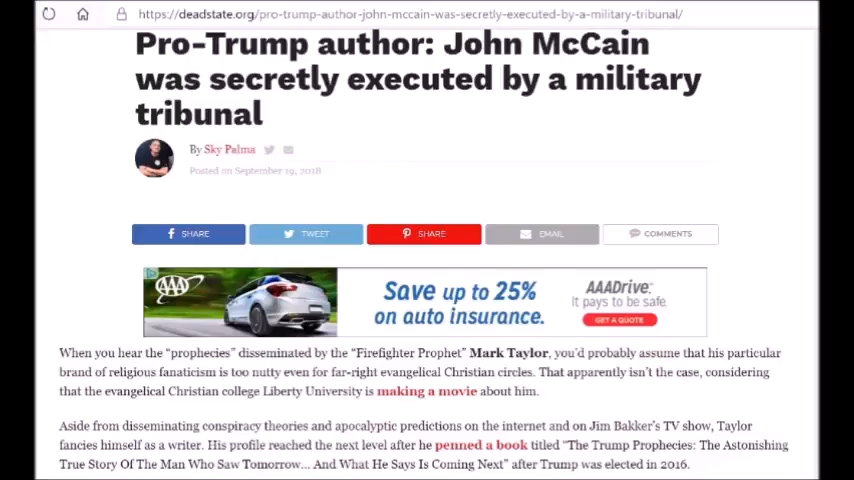 https://deadstate.org/pro-trump-author-john-mccain-was-secretly-executed-by-a-military-tribunal/
Pro-Trump author: John McCain
was secretly executed by a military
tribunal
By Sky Palma
Posted on September 19, 2018
SHARE
TWEET
SHARE
EMAIL
COMMENTS
AAA
Save up to 25%
on auto insurance.
AAADrive
It pays to be safe.
GET A QUOTE
When you hear the “prophecies” disseminated by the “Firefighter Prophet” Mark Taylor, you’d probably assume that his particular
brand of religious fanaticism is too nutty even for far-right evangelical Christian circles. That apparently isn’t the case, considering
that the evangelical Christian college Liberty University is making a movie about him.
Aside from disseminating conspiracy theories and apocalyptic predictions on the internet and on Jim Bakker’s TV show, Taylor
fancies himself as a writer. His profile reached the next level after he penned a book titled “The Trump Prophecies: The Astonishing
True Story Of The Man Who Saw Tomorrow... And What He Says Is Coming Next” after Trump was elected in 2016.